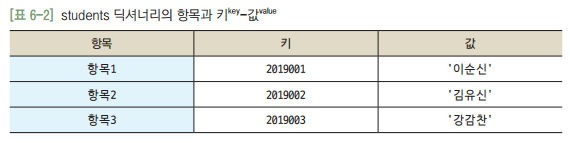 [표 6-2] students 딕셔너리의 항목과 키key-값value
항목 키 값
항목1 2019001 '이순신'
항목2 2019002 '김유신'
항목3 2019003 '강감찬'